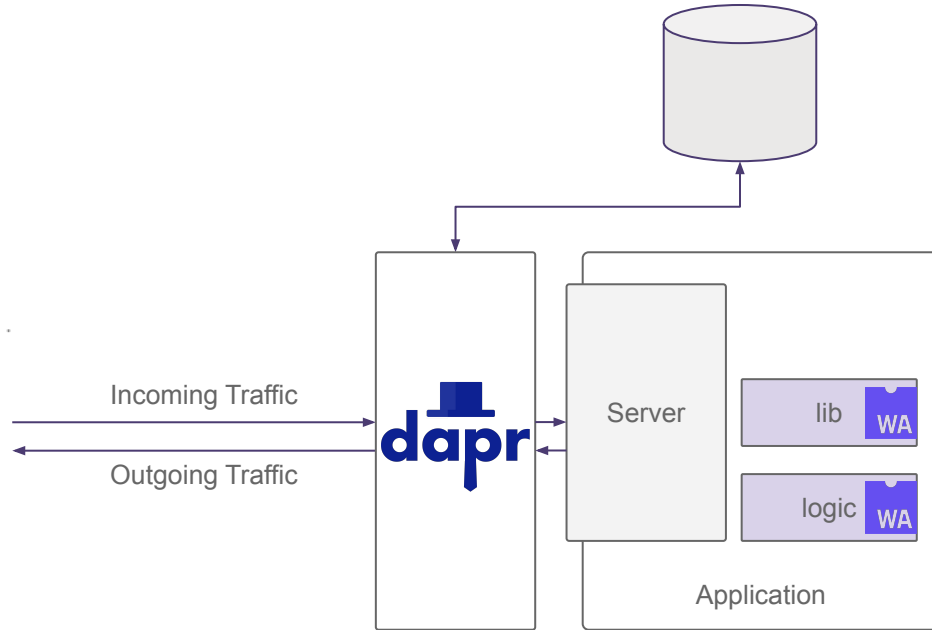 Incoming Traffic
dapr
Outgoing Traffic
Server
lib
WA
logic
WA
Application